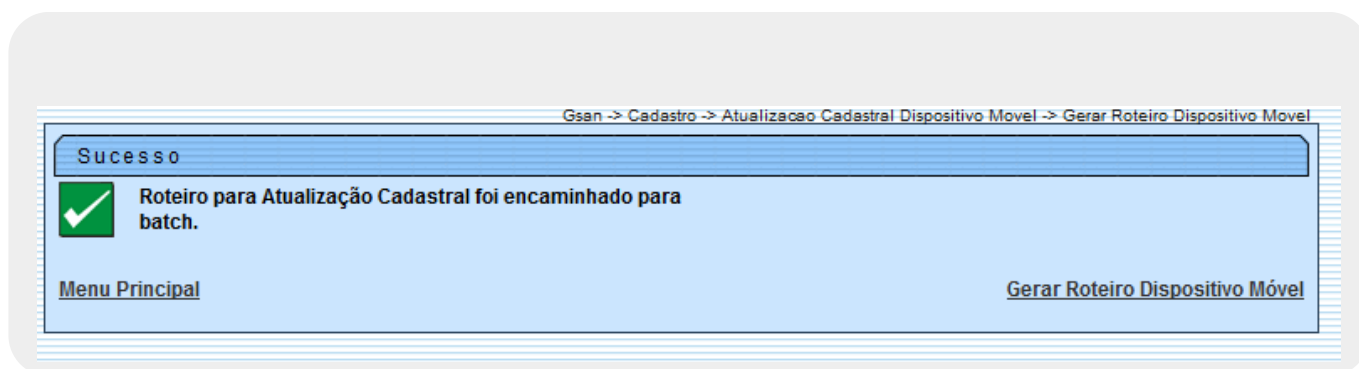 Gsan -> Cadastro -> Atualizacao Cadastral Dispositivo Movel -> Gerar Roteiro Dispositivo Movel
Sucesso
Roteiro para Atualização Cadastral foi encaminhado para
batch.
Menu Principal
Gerar Roteiro Dispositivo Móvel